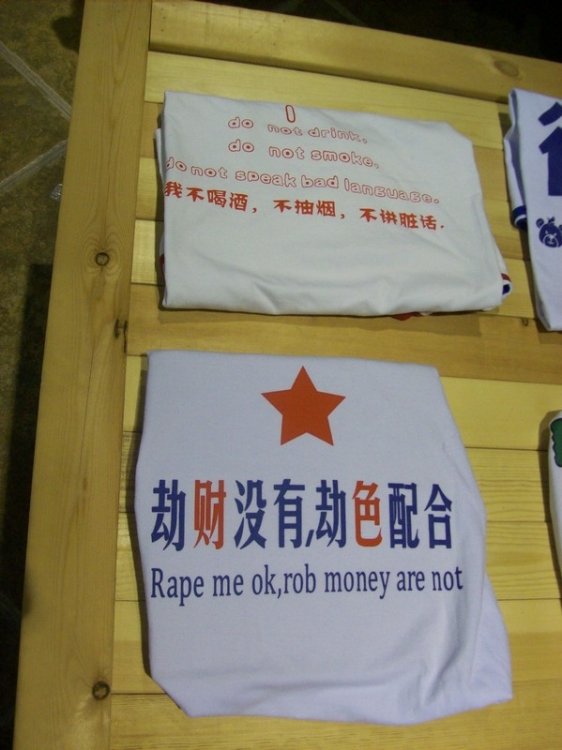 I
do not drink,
do not smoke,
do not speak bad language.
我不喝酒，不抽烟，不讲脏话.
劫财没有,劫色配合
Rape me ok,rob money are not